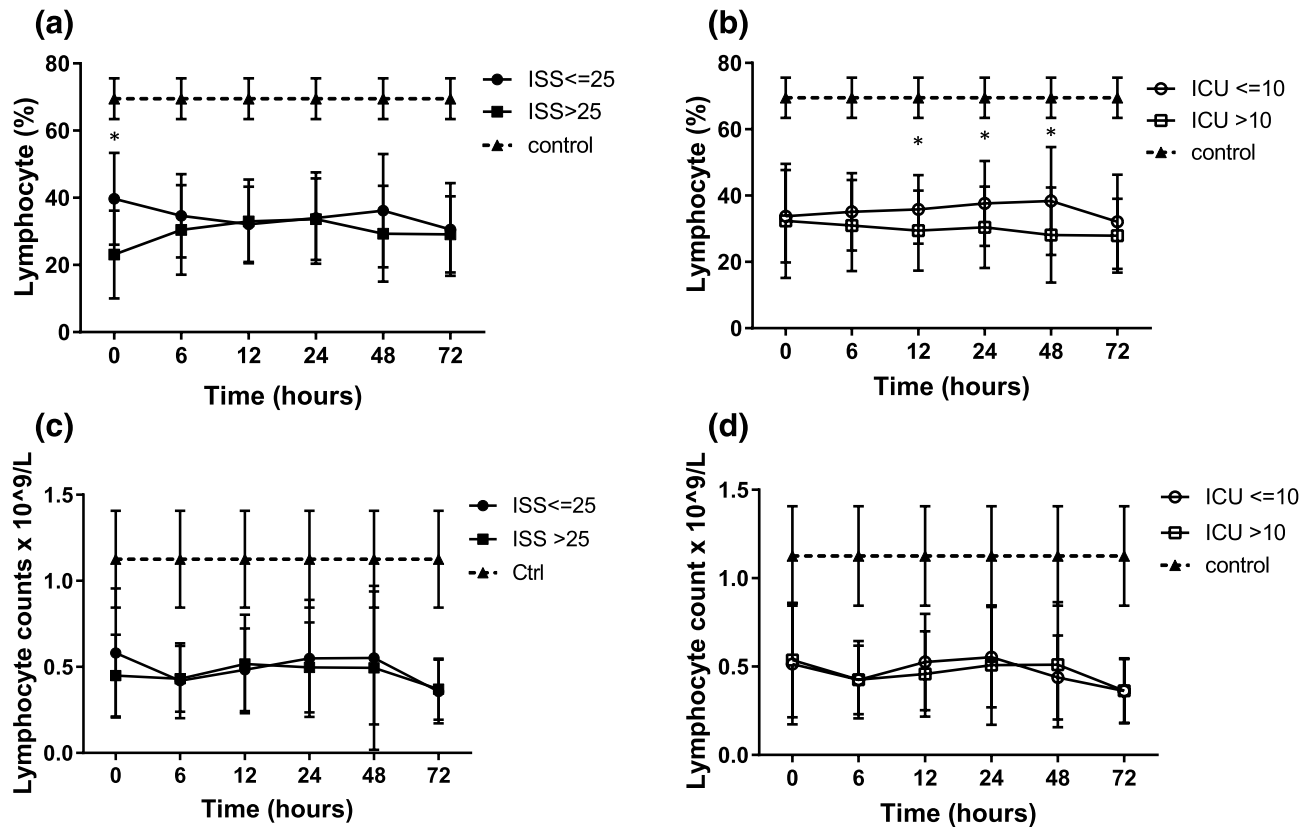 (a)
Lymphocyte (%)
80
60
40
20
0
*
0 6 12 24 48 72
Time (hours)
ISS<=25
ISS>25
control
(b)
Lymphocyte (%)
80
60
40
20
0
* * *
0 6 12 24 48 72
Time (hours)
ICU <=10
ICU >10
control
(c)
Lymphocyte counts x 10^9/L
1.5
1.0
0.5
0.0
0 6 12 24 48 72
Time (hours)
ISS<=25
ISS >25
Ctrl
(d)
Lymphocyte count x 10^9/L
1.5
1.0
0.5
0.0
0 6 12 24 48 72
Time (hours)
ICU <=10
ICU >10
control